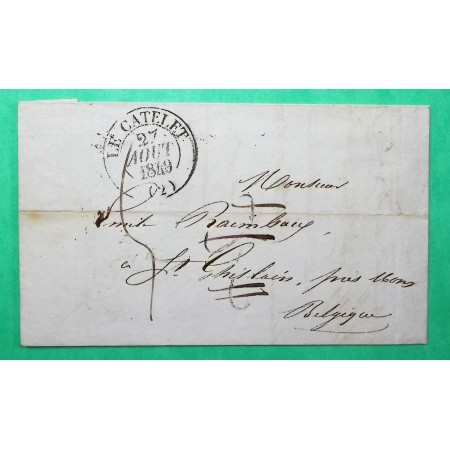 LE CATELET
27
AOUT
1849
(2)
Monsieur
Emile Raimbaux,
à St Ghislain, près Mons
Belgique